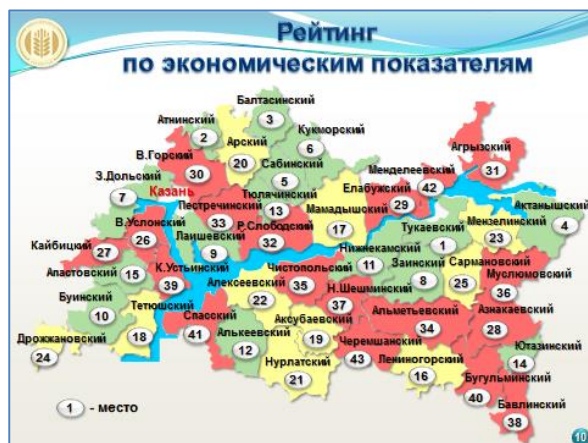 Рейтинг
по экономическим показателям
Балтасинский
3
Атнинский
2
Арский
20
Кукморский
6
Агрызский
31
В.Горский
30
Сабинский
5
Менделеевский
42
З.Дольский
7
Казань
Тюлячинский
13
Елабужский
29
Актанышский
4
Пестречинский
33
Мамадышский
17
Мензелинский
23
В.Услонский
26
Р.Слободский
32
Тукаевский
1
Лаишевский
9
Кайбицкий
27
Нижнекамский
11
Заинский
8
Сармановский
25
Муслюмовский
36
Апастовский
15
К.Устьинский
39
Чистопольский
35
Алексеевский
22
Н.Шешминский
37
Буинский
10
Тетюшский
18
Спасский
41
Аксубаевский
19
Альметьевский
34
Азнакаевский
28
Дрожжановский
24
Алькеевский
12
Черемшанский
43
Лениногорский
16
Ютазинский
14
Нурлатский
21
Бугульминский
40
Бавлинский
38
1 - место
10